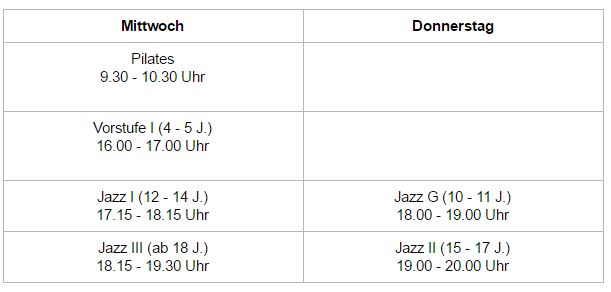 Mittwoch
Donnerstag
Pilates
9.30 - 10.30 Uhr
Vorstufe I (4 - 5 J.)
16.00 - 17.00 Uhr
Jazz I (12 - 14 J.)
17.15 - 18.15 Uhr
Jazz G (10 - 11 J.)
18.00 - 19.00 Uhr
Jazz III (ab 18 J.)
18.15 - 19.30 Uhr
Jazz II (15 - 17 J.)
19.00 - 20.00 Uhr